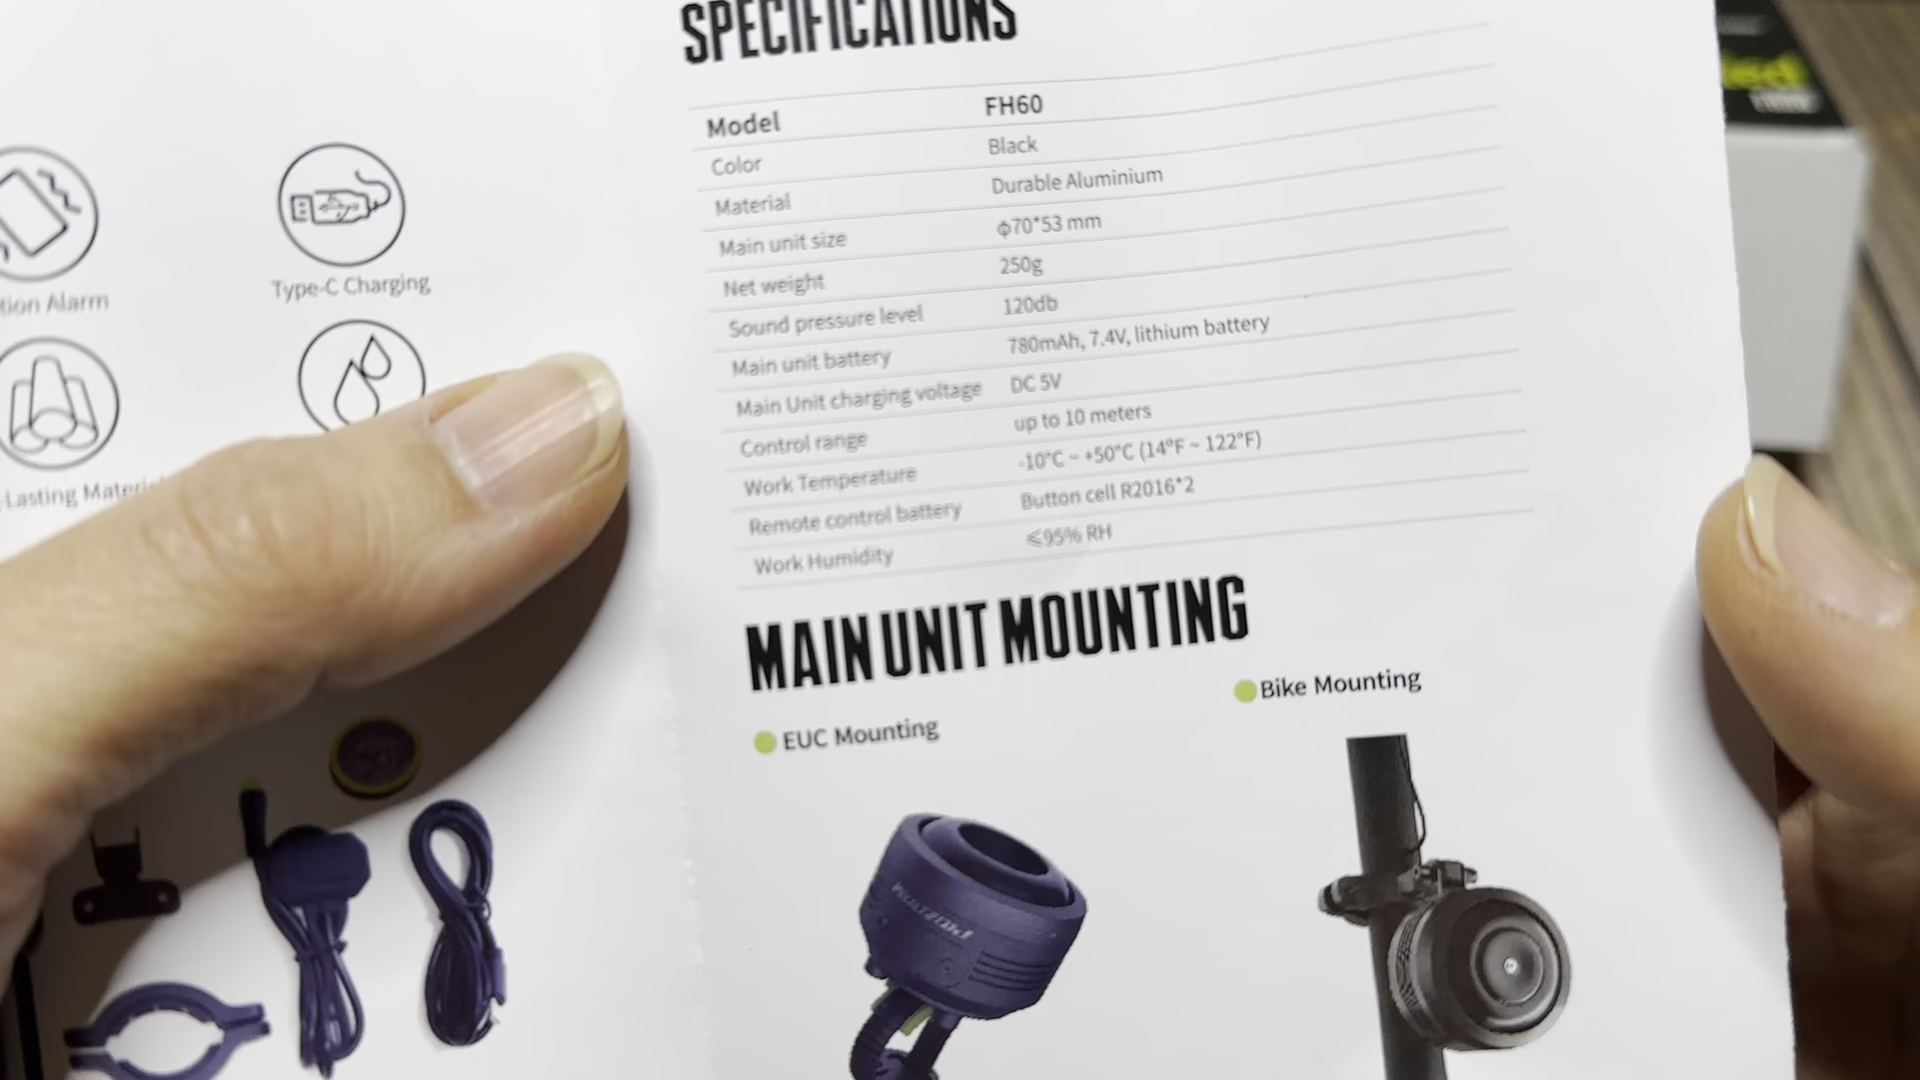 SPECIFICATIONS
Model FH60
Color Black
Material Durable Aluminium
Main unit size ф70*53 mm
Net weight 250g
Sound pressure level 120db
Main unit battery 780mAh, 7.4V, lithium battery
Main Unit charging voltage DC 5V
Control range up to 10 meters
Work Temperature -10°C ~ +50°C (14°F ~ 122°F)
Remote control battery Button cell R2016*2
Work Humidity ⩽95% RH
MAIN UNIT MOUNTING
EUC Mounting
Bike Mounting
Alarm
Type-C Charging
-Lasting